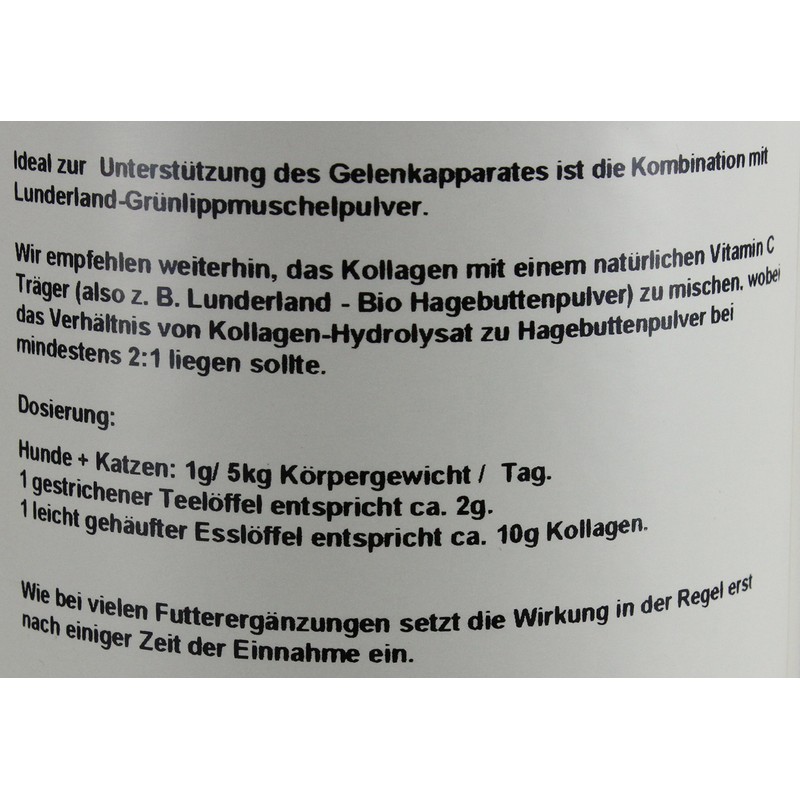 Ideal zur Unterstützung des Gelenkapparates ist die Kombination mit
Lunderland-Grünlippmuschelpulver.
Wir empfehlen weiterhin, das Kollagen mit einem natürlichen Vitamin C
Träger (also z. B. Lunderland - Bio Hagebuttenpulver) zu mischen, wobei
das Verhältnis von Kollagen-Hydrolysat zu Hagebuttenpulver bei
mindestens 2:1 liegen sollte.
Dosierung:
Hunde + Katzen: 1g/ 5kg Körpergewicht / Tag.
1 gestrichener Teelöffel entspricht ca. 2g.
1 leicht gehäufter Esslöffel entspricht ca. 10g Kollagen.
Wie bei vielen Futterergänzungen setzt die Wirkung in der Regel erst
nach einiger Zeit der Einnahme ein.